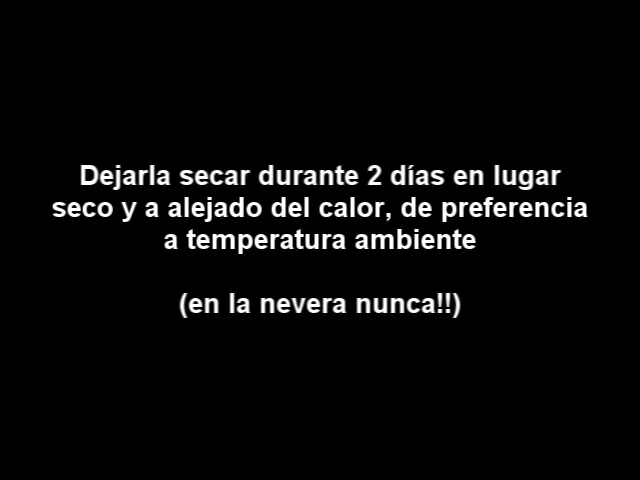 Dejarla secar durante 2 días en lugar
seco y a alejado del calor, de preferencia
a temperatura ambiente
(en la nevera nunca!!)